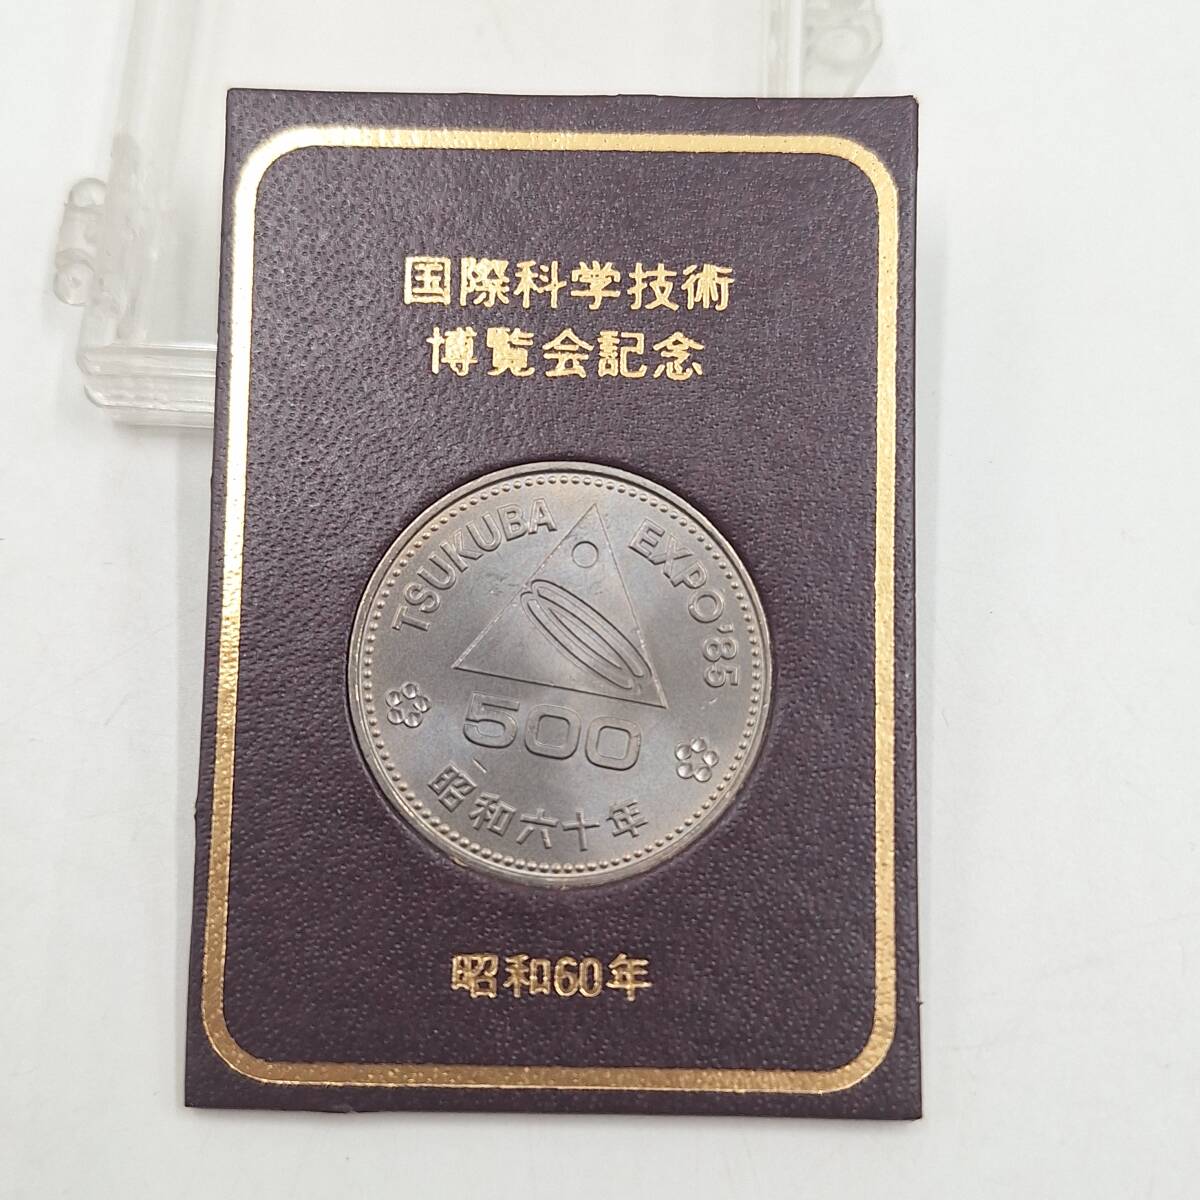 国際科学技術
博覧会記念
TSUKUBA EXPO'85
500
昭和六十年
昭和60年